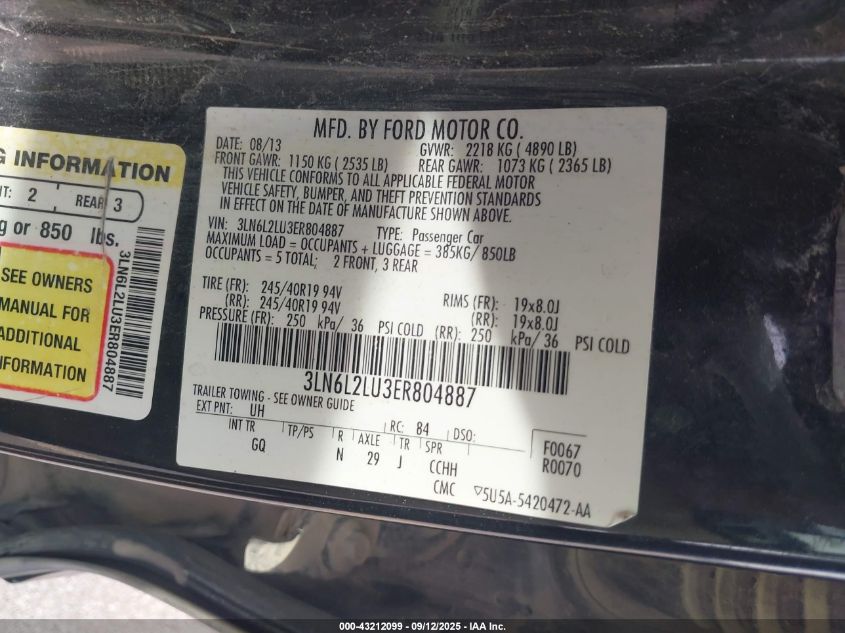 G INFORMATION
NT: 2 REAR 3
g or 850 lbs.
SEE OWNERS
MANUAL FOR
ADDITIONAL
INFORMATION
3LN6L2LU3ER804887
MFD. BY FORD MOTOR CO.
DATE: 08/13 GVWR: 2218 KG ( 4890 LB)
FRONT GAWR: 1150 KG ( 2535 LB) REAR GAWR: 1073 KG ( 2365 LB)
THIS VEHICLE CONFORMS TO ALL APPLICABLE FEDERAL MOTOR
VEHICLE SAFETY, BUMPER, AND THEFT PREVENTION STANDARDS
IN EFFECT ON THE DATE OF MANUFACTURE SHOWN ABOVE.
VIN: 3LN6L2LU3ER804887 TYPE: Passenger Car
MAXIMUM LOAD = OCCUPANTS + LUGGAGE = 385KG/ 850LB
OCCUPANTS = 5 TOTAL; 2 FRONT, 3 REAR
TIRE (FR): 245/40R19 94V RIMS (FR): 19x8.0J
(RR): 245/40R19 94V (RR): 19x8.0J
PRESSURE (FR): 250 kPa/ 36 PSI COLD (RR): 250 kPa/ 36 PSI COLD
3LN6L2LU3ER804887
TRAILER TOWING - SEE OWNER GUIDE
EXT PNT: UH RC: 84 DSO:
INT TR TP/PS R AXLE TR SPR F0067
GQ N 29 J CCHH R0070
CMC ▽5U5A-5420472-AA
000-43212099 - 09/12/2025 - IAA Inc.